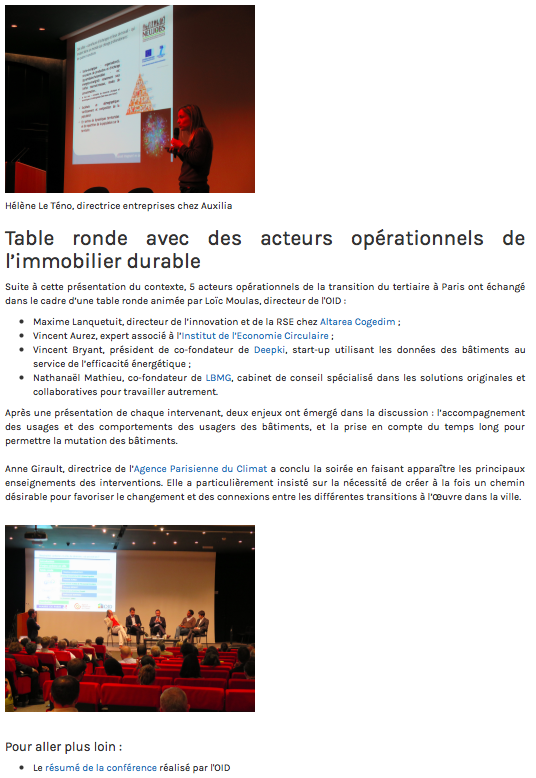 Hélène Le Téno, directrice entreprises chez Auxilia
Table ronde avec des acteurs opérationnels de
l'immobilier durable
Suite à cette présentation du contexte, 5 acteurs opérationnels de la transition du tertiaire à Paris ont échangé
dans le cadre d'une table ronde animée par Loïc Moulas, directeur de l'OID :
Maxime Lanquetuit, directeur de l'innovation et de la RSE chez Altarea Cogedim ;
Vincent Aurez, expert associé à l'Institut de l'Economie Circulaire ;
Vincent Bryant, président de co-fondateur de Deepki, start-up utilisant les données des bâtiments au
service de l'efficacité énergétique ;
Nathanaël Mathieu, co-fondateur de LBMG, cabinet de conseil spécialisé dans les solutions originales et
collaboratives pour travailler autrement.
Après une présentation de chaque intervenant, deux enjeux ont émergé dans la discussion : l'accompagnement
des usages et des comportements des usagers des bâtiments, et la prise en compte du temps long pour
permettre la mutation des bâtiments.
Anne Girault, directrice de l'Agence Parisienne du Climat a conclu la soirée en faisant apparaître les principaux
enseignements des interventions. Elle a particulièrement insisté sur la nécessité de créer à la fois un chemin
désirable pour favoriser le changement et des connexions entre les différentes transitions à l'Œuvre dans la ville.
Pour aller plus loin :
Le résumé de la conférence réalisé par l'OID